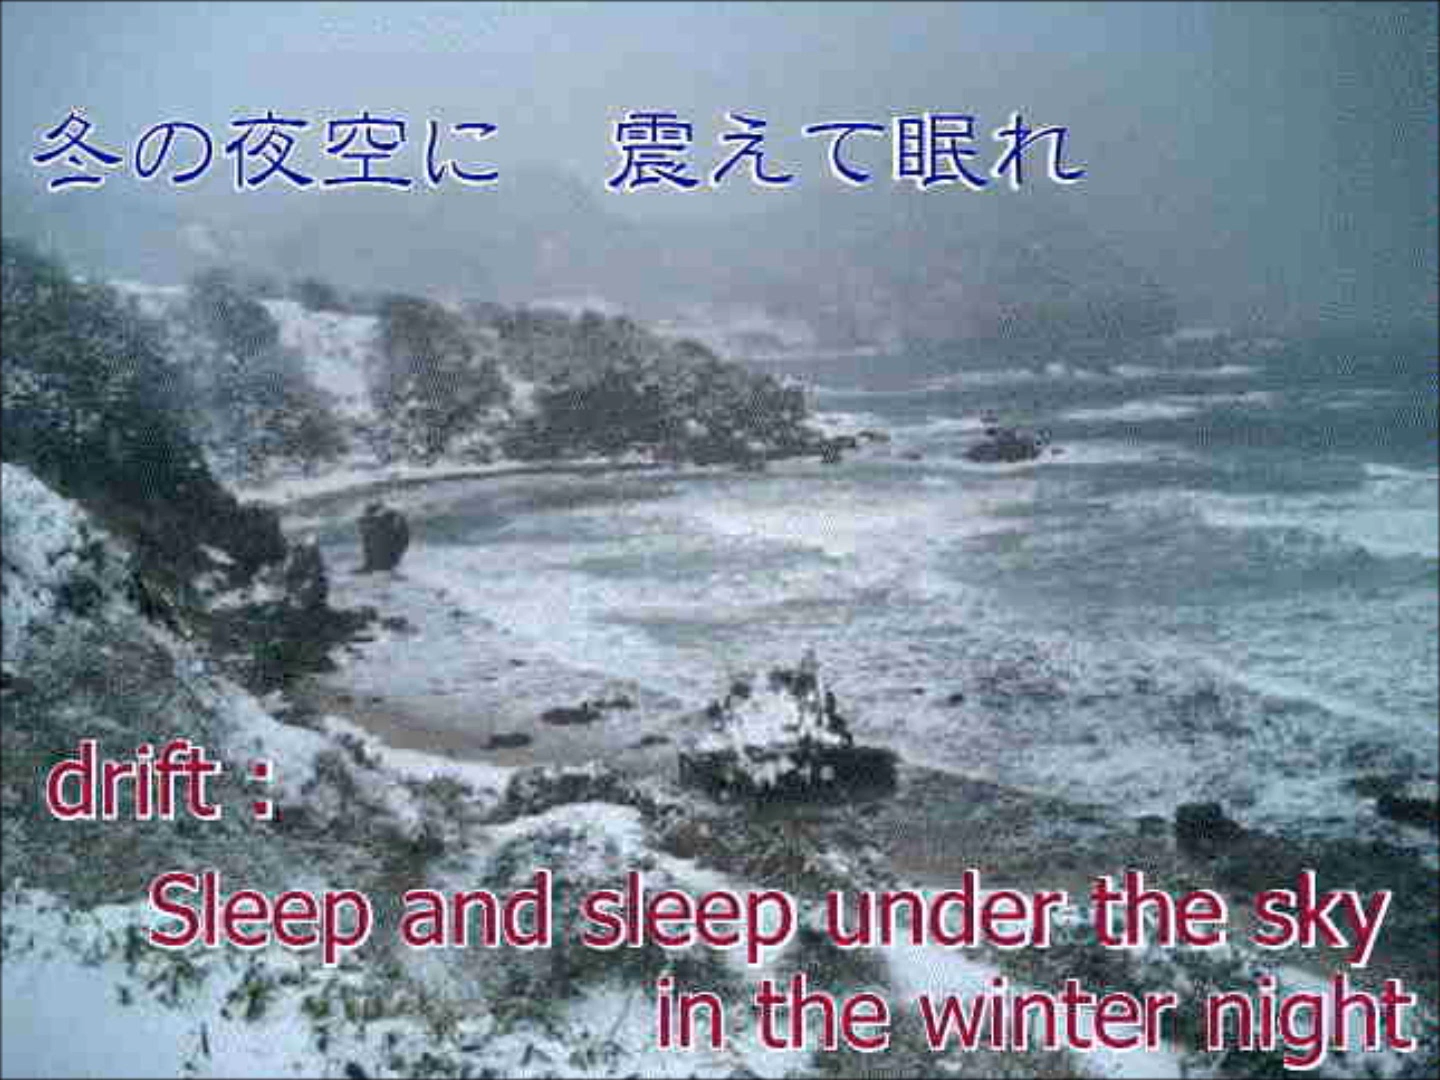 冬の夜空に　震えて眠れ
drift :
Sleep and sleep under the sky
in the winter night